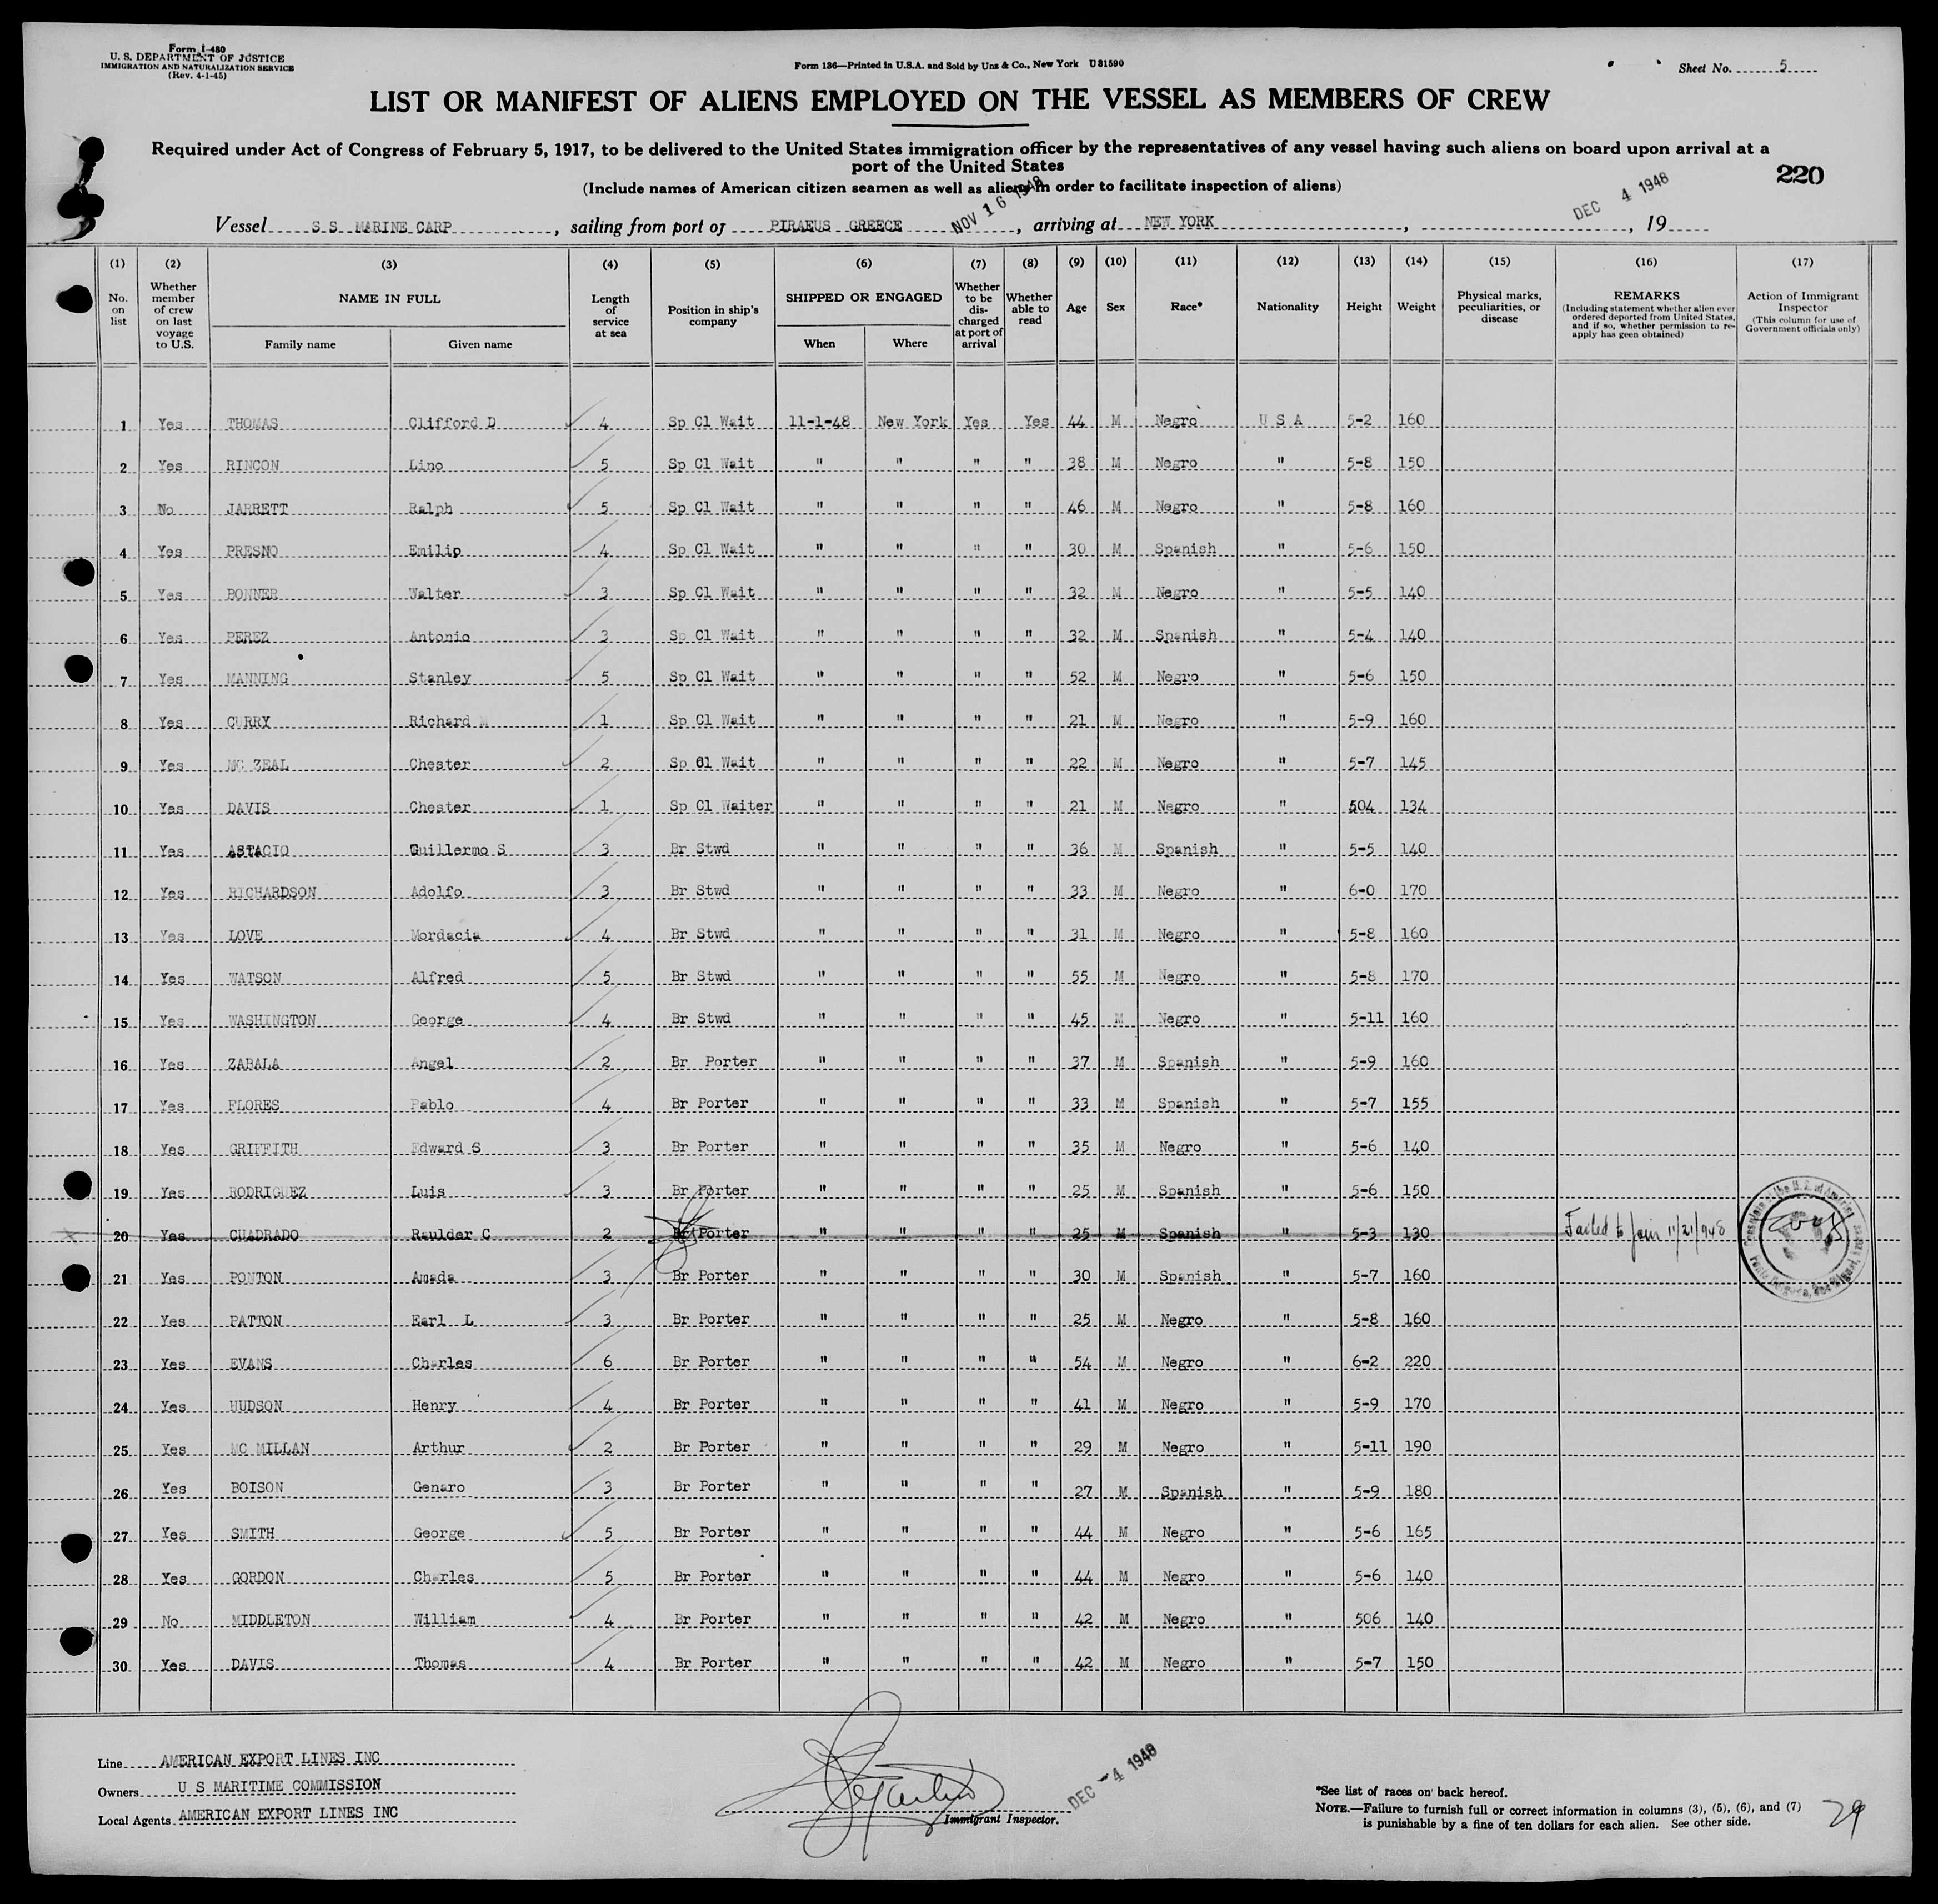 Form I-480
U. S. DEPARTMENT OF JUSTICE
IMMIGRATION AND NATURALIZATION SERVICE
(Rev. 4-1-45)
Form 136—Printed in U.S.A. and Sold by Unz & Co., New York U31590
Sheet No. 5
LIST OR MANIFEST OF ALIENS EMPLOYED ON THE VESSEL AS MEMBERS OF CREW
Required under Act of Congress of February 5, 1917, to be delivered to the United States immigration officer by the representatives of any vessel having such aliens on board upon arrival at a
port of the United States
220
(Include names of American citizen seamen as well as aliens in order to facilitate inspection of aliens)
Vessel S S MARINE CARP, sailing from port of PIRAEUS GREECE NOV 16 1948, arriving at NEW YORK, DEC 4 1948, 19
(1) (2) (3) (4) (5) (6) (7) (8) (9) (10) (11) (12) (13) (14) (15) (16) (17)
No. on list
Whether member of crew on last voyage to U.S.
NAME IN FULL
Family name
Given name
Length of service at sea
Position in ship's company
SHIPPED OR ENGAGED
When
Where
Whether to be discharged at port of arrival
Whether able to read
Age
Sex
Race*
Nationality
Height
Weight
Physical marks, peculiarities, or disease
REMARKS
(Including statement whether alien ever ordered deported from United States, and if so, whether permission to re-apply has geen obtained)
Action of Immigrant Inspector
(This column for use of Government officials only)
1 Yes THOMAS Clifford D 4 Sp Cl Wait 11-1-48 New York Yes Yes 44 M Negro U S A 5-2 160
2 Yes RINCON Lino 5 Sp Cl Wait " " " " 38 M Negro " 5-8 150
3 No JARRETT Ralph 5 Sp Cl Wait " " " " 46 M Negro " 5-8 160
4 Yes PRESNO Emilio 4 Sp Cl Wait " " " " 30 M Spanish " 5-6 150
5 Yes BONNER Walter 3 Sp Cl Wait " " " " 32 M Negro " 5-5 140
6 Yes PEREZ Antonio 3 Sp Cl Wait " " " " 32 M Spanish " 5-4 140
7 Yes MANNING Stanley 5 Sp Cl Wait " " " " 52 M Negro " 5-6 150
8 Yes CURRY Richard M 1 Sp Cl Wait " " " " 21 M Negro " 5-9 160
9 Yes MC ZEAL Chester 2 Sp Cl Wait " " " " 22 M Negro " 5-7 145
10 Yes DAVIS Chester 1 Sp Cl Waiter " " " " 21 M Negro " 504 134
11 Yes ASTACIO Guillermo S 3 Br Stwd " " " " 36 M Spanish " 5-5 140
12 Yes RICHARDSON Adolfo 3 Br Stwd " " " " 33 M Negro " 6-0 170
13 Yes LOVE Mordacia 4 Br Stwd " " " " 31 M Negro " 5-8 160
14 Yes WATSON Alfred 5 Br Stwd " " " " 55 M Negro " 5-8 170
15 Yes WASHINGTON George 4 Br Stwd " " " " 45 M Negro " 5-11 160
16 Yes ZABALA Angel 2 Br Porter " " " " 37 M Spanish " 5-9 160
17 Yes FLORES Pablo 4 Br Porter " " " " 33 M Spanish " 5-7 155
18 Yes GRIFFITH Edward S 3 Br Porter " " " " 35 M Negro " 5-6 140
19 Yes RODRIGUEZ Luis 3 Br Porter " " " " 25 M Spanish " 5-6 150
20 Yes CUADRADO Raulder C 2 Br Porter " " " " 25 M Spanish " 5-3 130 Failed to join 11/21/948
21 Yes PONTON Amada 3 Br Porter " " " " 30 M Spanish " 5-7 160
22 Yes PATTON Earl L 3 Br Porter " " " " 25 M Negro " 5-8 160
23 Yes EVANS Charles 6 Br Porter " " " " 54 M Negro " 6-2 220
24 Yes HUDSON Henry 4 Br Porter " " " " 41 M Negro " 5-9 170
25 Yes MC MILLAN Arthur 2 Br Porter " " " " 29 M Negro " 5-11 190
26 Yes BOISON Genaro 3 Br Porter " " " " 27 M Spanish " 5-9 180
27 Yes SMITH George 5 Br Porter " " " " 44 M Negro " 5-6 165
28 Yes GORDON Charles 5 Br Porter " " " " 44 M Negro " 5-6 140
29 No MIDDLETON William 4 Br Porter " " " " 42 M Negro " 506 140
30 Yes DAVIS Thomas 4 Br Porter " " " " 42 M Negro " 5-7 150
Line AMERICAN EXPORT LINES INC
Owners U S MARITIME COMMISSION
Local Agents AMERICAN EXPORT LINES INC
DEC -4 1948
Immigrant Inspector.
*See list of races on back hereof.
NOTE.—Failure to furnish full or correct information in columns (3), (5), (6), and (7)
is punishable by a fine of ten dollars for each alien. See other side.
29